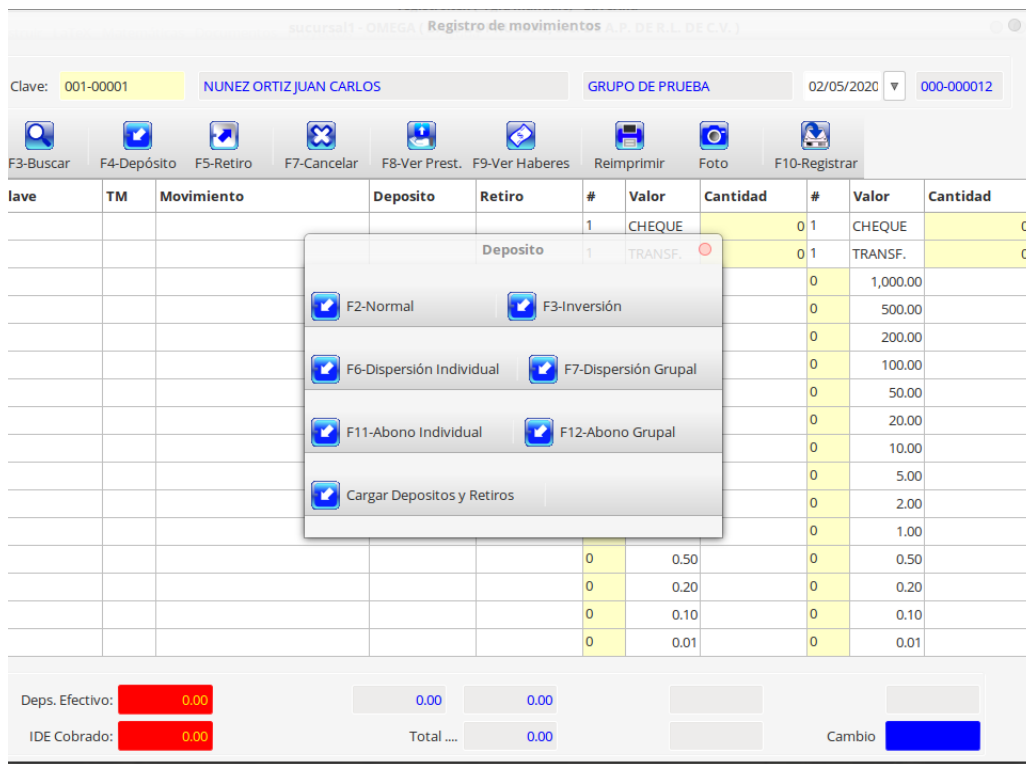 Registro de movimientos
sucursal1 - OMEGA A.P. DE R.L. DE C.V. ]
Clave: 001-00001 NUNEZ ORTIZ JUAN CARLOS GRUPO DE PRUEBA 02/05/2020 000-000012
F3-Buscar F4-Depósito F5-Retiro F7-Cancelar F8-Ver Prest. F9-Ver Haberes Reimprimir Foto F10-Registrar
lave TM Movimiento Deposito Retiro # Valor Cantidad # Valor Cantidad
1 CHEQUE 0 1 CHEQUE 0
1 TRANSF. 0 1 TRANSF. 0
0 1,000.00
0 500.00
0 200.00
0 100.00
0 50.00
0 20.00
0 10.00
0 5.00
0 2.00
0 1.00
0 0.50 0 0.50
0 0.20 0 0.20
0 0.10 0 0.10
0 0.01 0 0.01
Deposito
F2-Normal F3-Inversión
F6-Dispersión Individual F7-Dispersión Grupal
F11-Abono Individual F12-Abono Grupal
Cargar Depositos y Retiros
Deps. Efectivo: 0.00 0.00 0.00
IDE Cobrado: 0.00 Total .... 0.00 Cambio